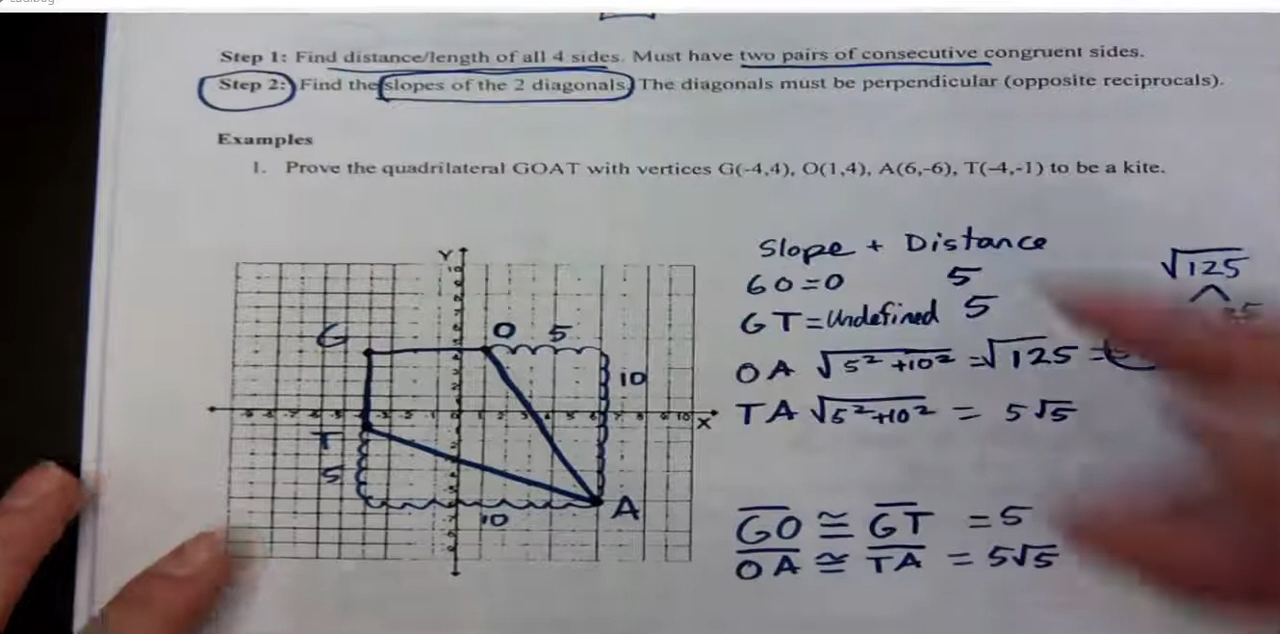 Step 1: Find distance/length of all 4 sides. Must have two pairs of consecutive congruent sides.
Step 2: Find the slopes of the 2 diagonals. The diagonals must be perpendicular (opposite reciprocals).
Examples
1. Prove the quadrilateral GOAT with vertices G(-4,4), O(1,4), A(6,-6), T(-4,-1) to be a kite.
Slope + Distance
GO=0 5
GT=Undefined 5
OA √5²+10² =√125 =
TA √5²+10² = 5√5
GO ≅ GT = 5
OA ≅ TA = 5√5
√125
Y
G O 5
10
X
T
5
10 A